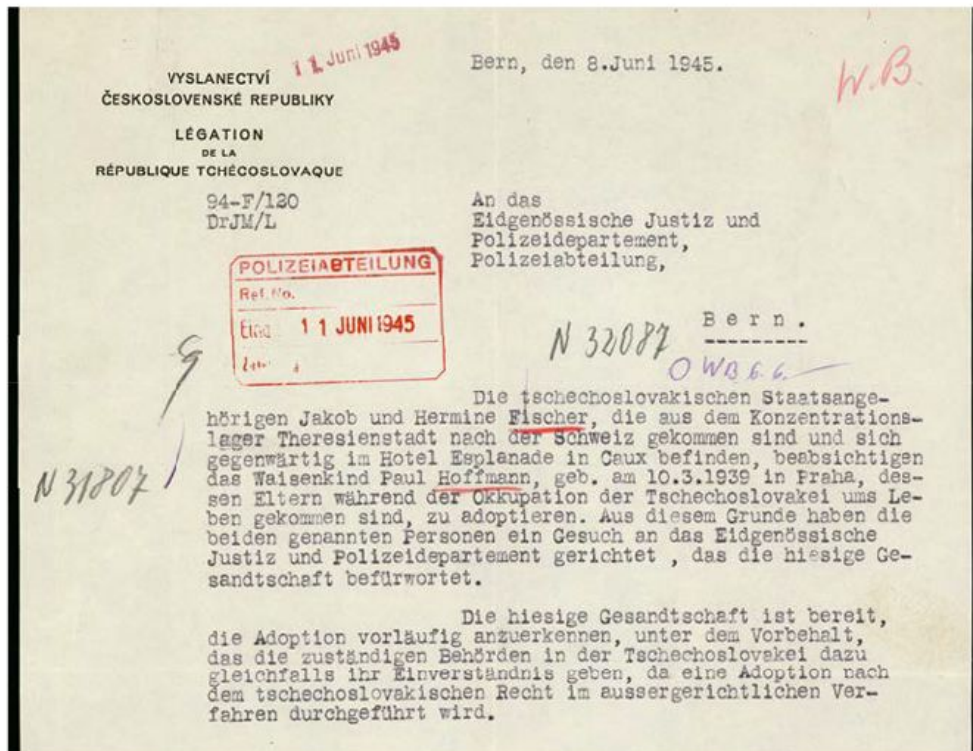 11. Juni 1945
Bern, den 8.Juni 1945.
W.B.
VYSLANECTVÍ
ČESKOSLOVENSKÉ REPUBLIKY
LÉGATION
DE LA
RÉPUBLIQUE TCHÉCOSLOVAQUE
94-F/120
DrJM/L
An das
Eidgenössische Justiz und
Polizeidepartement,
Polizeiabteilung,
POLIZEIABTEILUNG
Ref. No.
11 JUNI 1945
B e r n .
N 32087
N 31807
Die tschechoslovakischen Staatsange-
hörigen Jakob und Hermine Fischer, die aus dem Konzentrations-
lager Theresienstadt nach der Schweiz gekommen sind und sich
gegenwärtig im Hotel Esplanade in Caux befinden, beabsichtigen
das Waisenkind Paul Hoffmann, geb. am 10.3.1939 in Praha, des-
sen Eltern während der Okkupation der Tschechoslovakei ums Le-
ben gekommen sind, zu adoptieren. Aus diesem Grunde haben die
beiden genannten Personen ein Gesuch an das Eidgenössische
Justiz und Polizeidepartement gerichtet , das die hiesige Ge-
sandtschaft befürwortet.
Die hiesige Gesandtschaft ist bereit,
die Adoption vorläufig anzuerkennen, unter dem Vorbehalt,
das die zuständigen Behörden in der Tschechoslovakei dazu
gleichfalls ihr Einverständnis geben, da eine Adoption nach
dem tschechoslovakischen Recht im aussergerichtlichen Ver-
fahren durchgeführt wird.